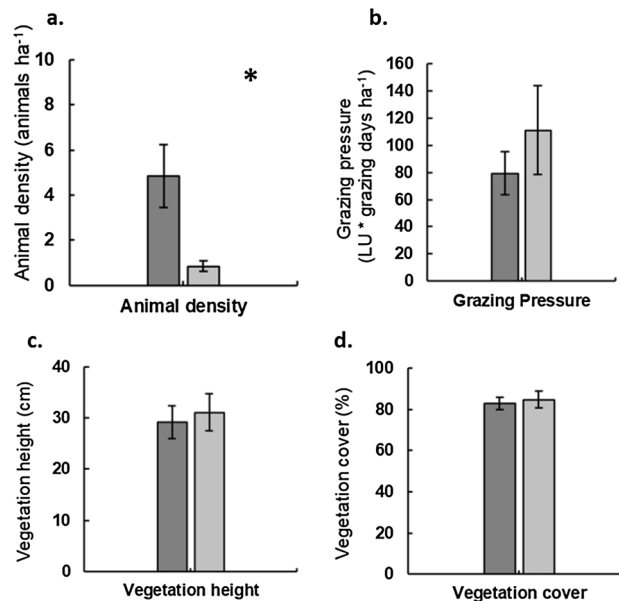 a.
Animal density (animals ha⁻¹)
10
8
6
4
2
0
*
Animal density
b.
Grazing pressure
(LU * grazing days ha⁻¹)
160
140
120
100
80
60
40
20
0
Grazing Pressure
c.
Vegetation height (cm)
40
30
20
10
0
Vegetation height
d.
Vegetation cover (%)
100
80
60
40
20
0
Vegetation cover